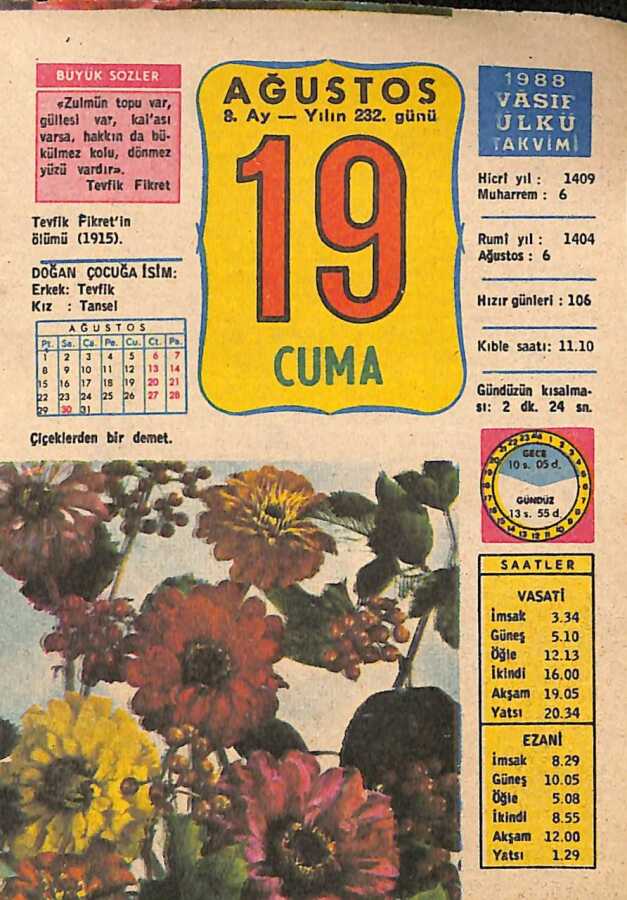 BÜYÜK SÖZLER
«Zulmün topu var,
güllesi var, kal'ası
varsa, hakkın da bü-
külmez kolu, dönmez
yüzü vardır».
Tevfik Fikret
Tevfik Fikret'in
ölümü (1915).
DOĞAN ÇOCUĞA İSİM:
Erkek: Tevfik
Kız : Tansel
AĞUSTOS
Pt. Sa. Ça. Pe. Cu. Ct. Pa.
1 2 3 4 5 6 7
8 9 10 11 12 13 14
15 16 17 18 19 20 21
22 23 24 25 26 27 28
29 30 31
Çiçeklerden bir demet.
AĞUSTOS
8. Ay — Yılın 232. günü
19
CUMA
1988
VÂSIF
ÜLKÜ
TAKVİMİ
Hicrî yıl : 1409
Muharrem : 6
Rumî yıl : 1404
Ağustos : 6
Hızır günleri : 106
Kıble saatı: 11.10
Gündüzün kısalma-
sı: 2 dk. 24 sn.
GECE
10 s. 05 d.
GÜNDÜZ
13 s. 55 d.
SAATLER
VASATİ
İmsak 3.34
Güneş 5.10
Öğle 12.13
İkindi 16.00
Akşam 19.05
Yatsı 20.34
EZANİ
İmsak 8.29
Güneş 10.05
Öğle 5.08
İkindi 8.55
Akşam 12.00
Yatsı 1.29